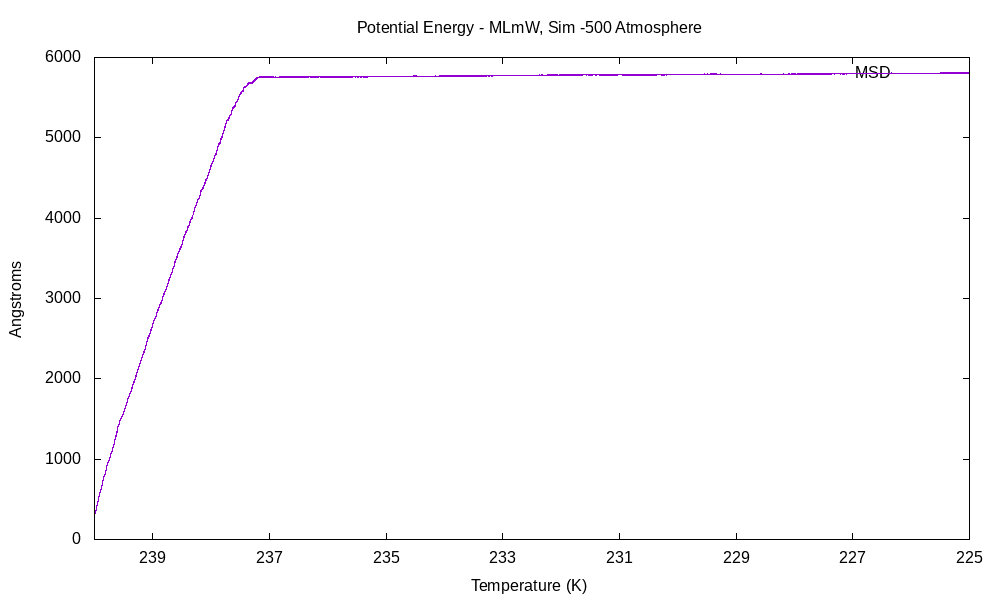 Potential Energy - MLmW, Sim -500 Atmosphere
6000
MSD
5000
4000
3000
2000
1000
0
Angstroms
239 237 235 233 231 229 227 225
Temperature (K)